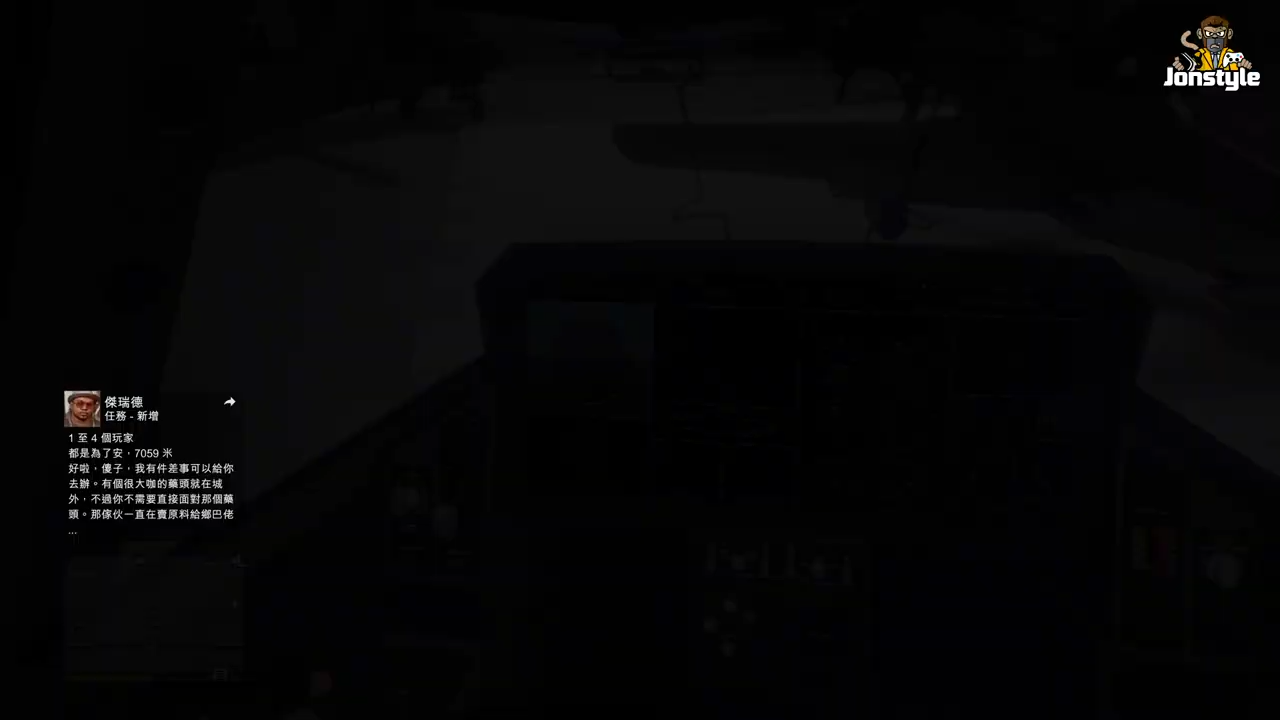 Jonstyle
傑瑞德
任務 - 新增
1 至 4 個玩家
都是為了安，7059 米
好啦，傻子，我有件差事可以給你
去辦。有個很大咖的藥頭就在城
外，不過你不需要直接面對那個藥
頭。那傢伙一直在賣原料給鄉巴佬
...